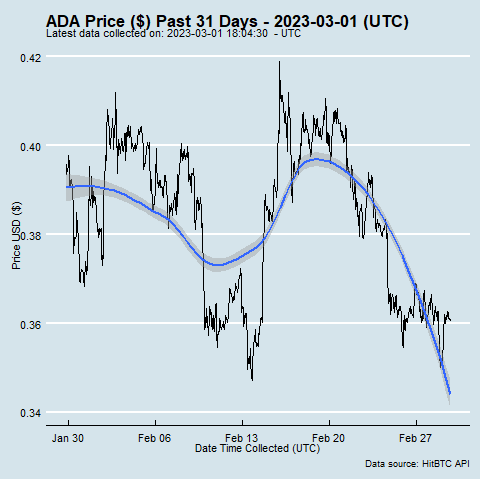 ADA Price ($) Past 31 Days - 2023-03-01 (UTC)
Latest data collected on: 2023-03-01 18:04:30 - UTC
0.42
0.40
0.38
0.36
0.34
Price USD ($)
Jan 30 Feb 06 Feb 13 Feb 20 Feb 27
Date Time Collected (UTC)
Data source: HitBTC API